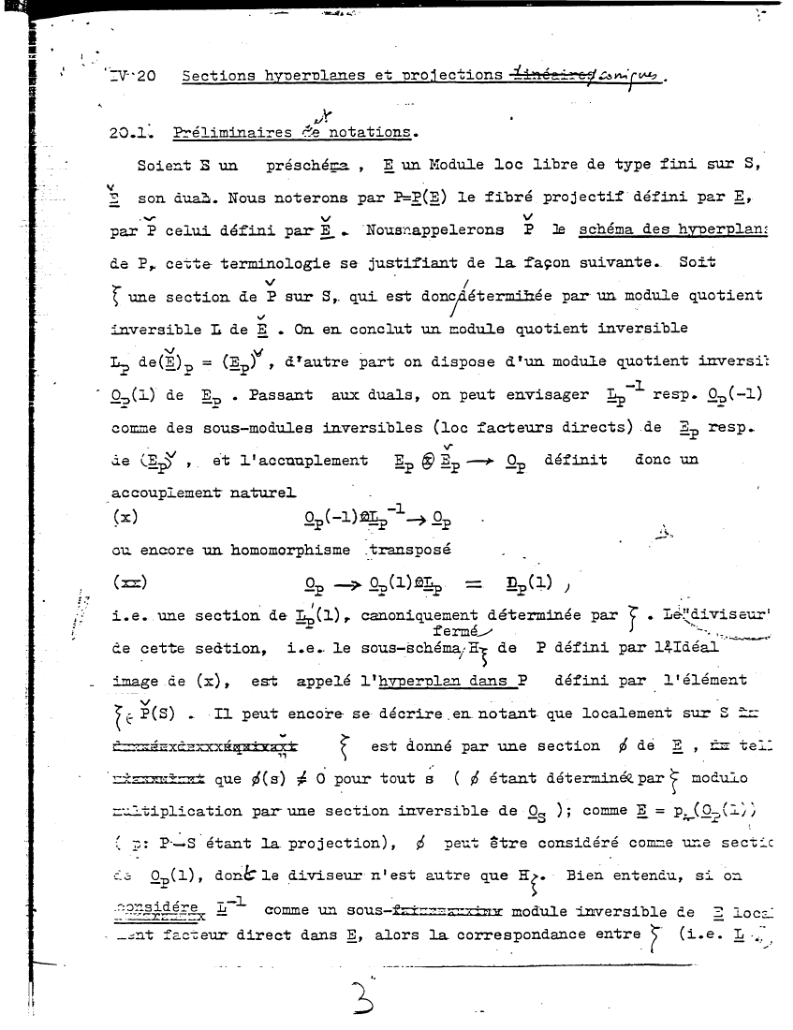 IV 20 Sections hyperplanes et projections coniques.
20.1. Préliminaires et notations.
Soient S un préschéma, E un Module loc libre de type fini sur S,
Ě son dual. Nous noterons par P=P(E) le fibré projectif défini par E,
par P̌ celui défini par Ě. Nous appelerons P̌ le schéma des hyperplans
de P, cette terminologie se justifiant de la façon suivante. Soit
ξ une section de P̌ sur S, qui est donc déterminée par un module quotient
inversible L de Ě. On en conclut un module quotient inversible
L_P de (Ě)_P = (E_P)ˇ, d'autre part on dispose d'un module quotient inversi
O_P(1) de E_P. Passant aux duals, on peut envisager L_P^-1 resp. O_P(-1)
comme des sous-modules inversibles (loc facteurs directs) de E_P resp.
de (E_P)ˇ, et l'accouplement E_P ⊗ Ě_P → O_P définit donc un
accouplement naturel
(x) O_P(-1)⊗L_P^-1 → O_P
ou encore un homomorphisme transposé
(xx) O_P → O_P(1)⊗L_P = L_P(1),
i.e. une section de L_P(1), canoniquement déterminée par ξ. Le "diviseur"
de cette section, i.e. le sous-schéma fermé H_ξ de P défini par l'Idéal
image de (x), est appelé l'hyperplan dans P défini par l'élément
ξ ∈ P̌(S). Il peut encore se décrire en notant que localement sur S
ξ est donné par une section ø de E, tell
que ø(s) ≠ 0 pour tout s (ø étant déterminé par ξ modulo
multiplication par une section inversible de O_S); comme E = p_*(O_P(1))
(p: P→S étant la projection), ø peut être considéré comme une sectio
de O_P(1), dont le diviseur n'est autre que H_ξ. Bien entendu, si on
considére L^-1 comme un sous-module inversible de E local
ent facteur direct dans E, alors la correspondance entre ξ (i.e. L
3